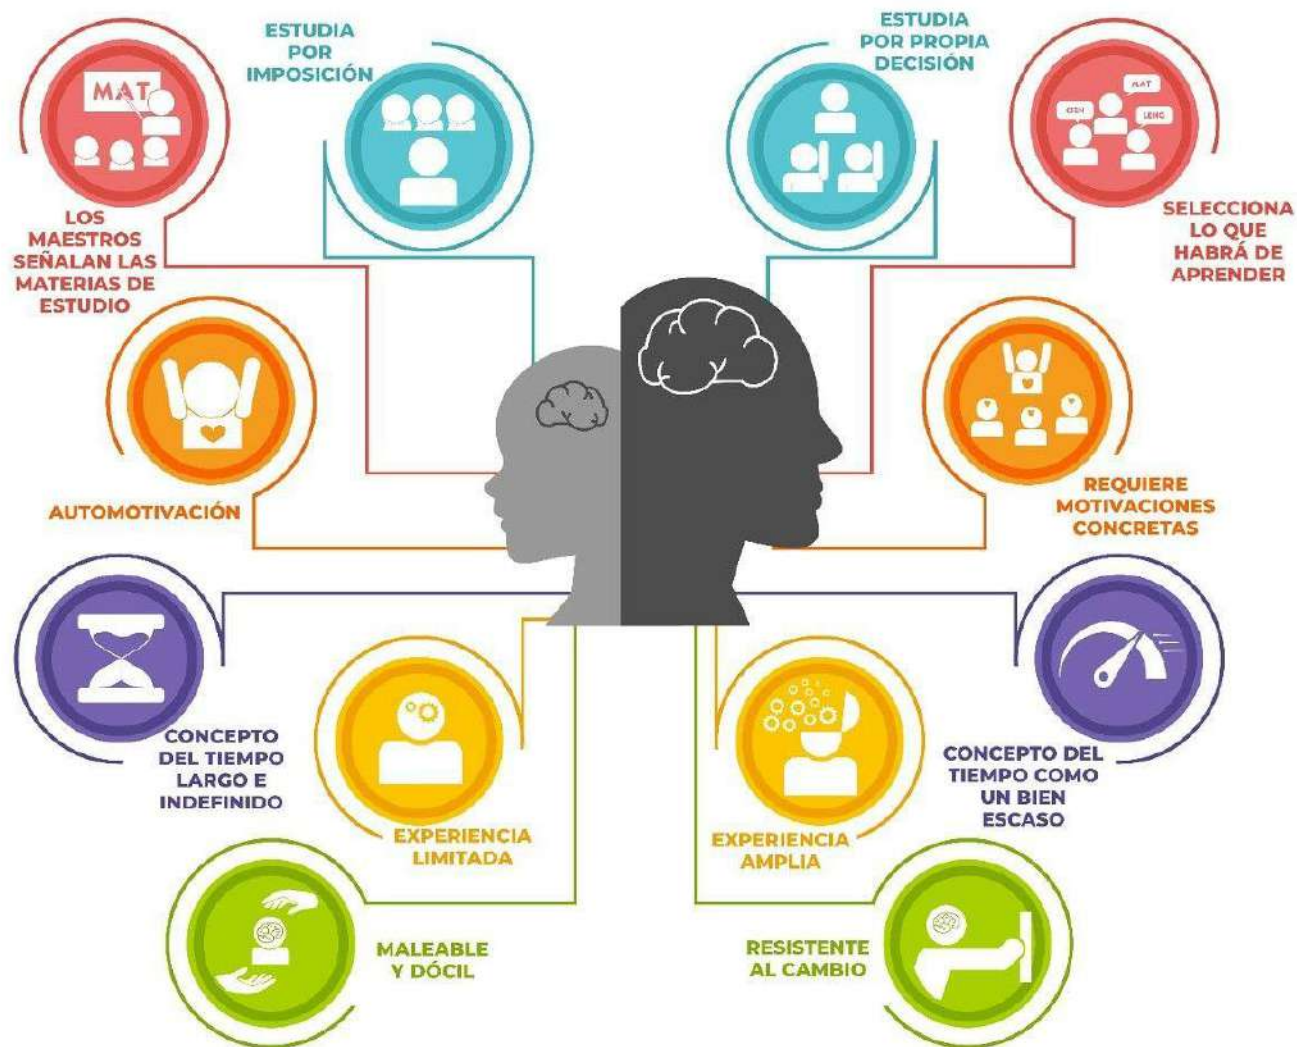 ESTUDIA
POR
IMPOSICIÓN
ESTUDIA
POR PROPIA
DECISIÓN
MAT
MAT
LENG
LOS
MAESTROS
SEÑALAN LAS
MATERIAS DE
ESTUDIO
SELECCIONA
LO QUE
HABRÁ DE
APRENDER
AUTOMOTIVACIÓN
REQUIERE
MOTIVACIONES
CONCRETAS
CONCEPTO
DEL TIEMPO
LARGO E
INDEFINIDO
CONCEPTO DEL
TIEMPO COMO
UN BIEN
ESCASO
EXPERIENCIA
LIMITADA
EXPERIENCIA
AMPLIA
MALEABLE
Y DÓCIL
RESISTENTE
AL CAMBIO